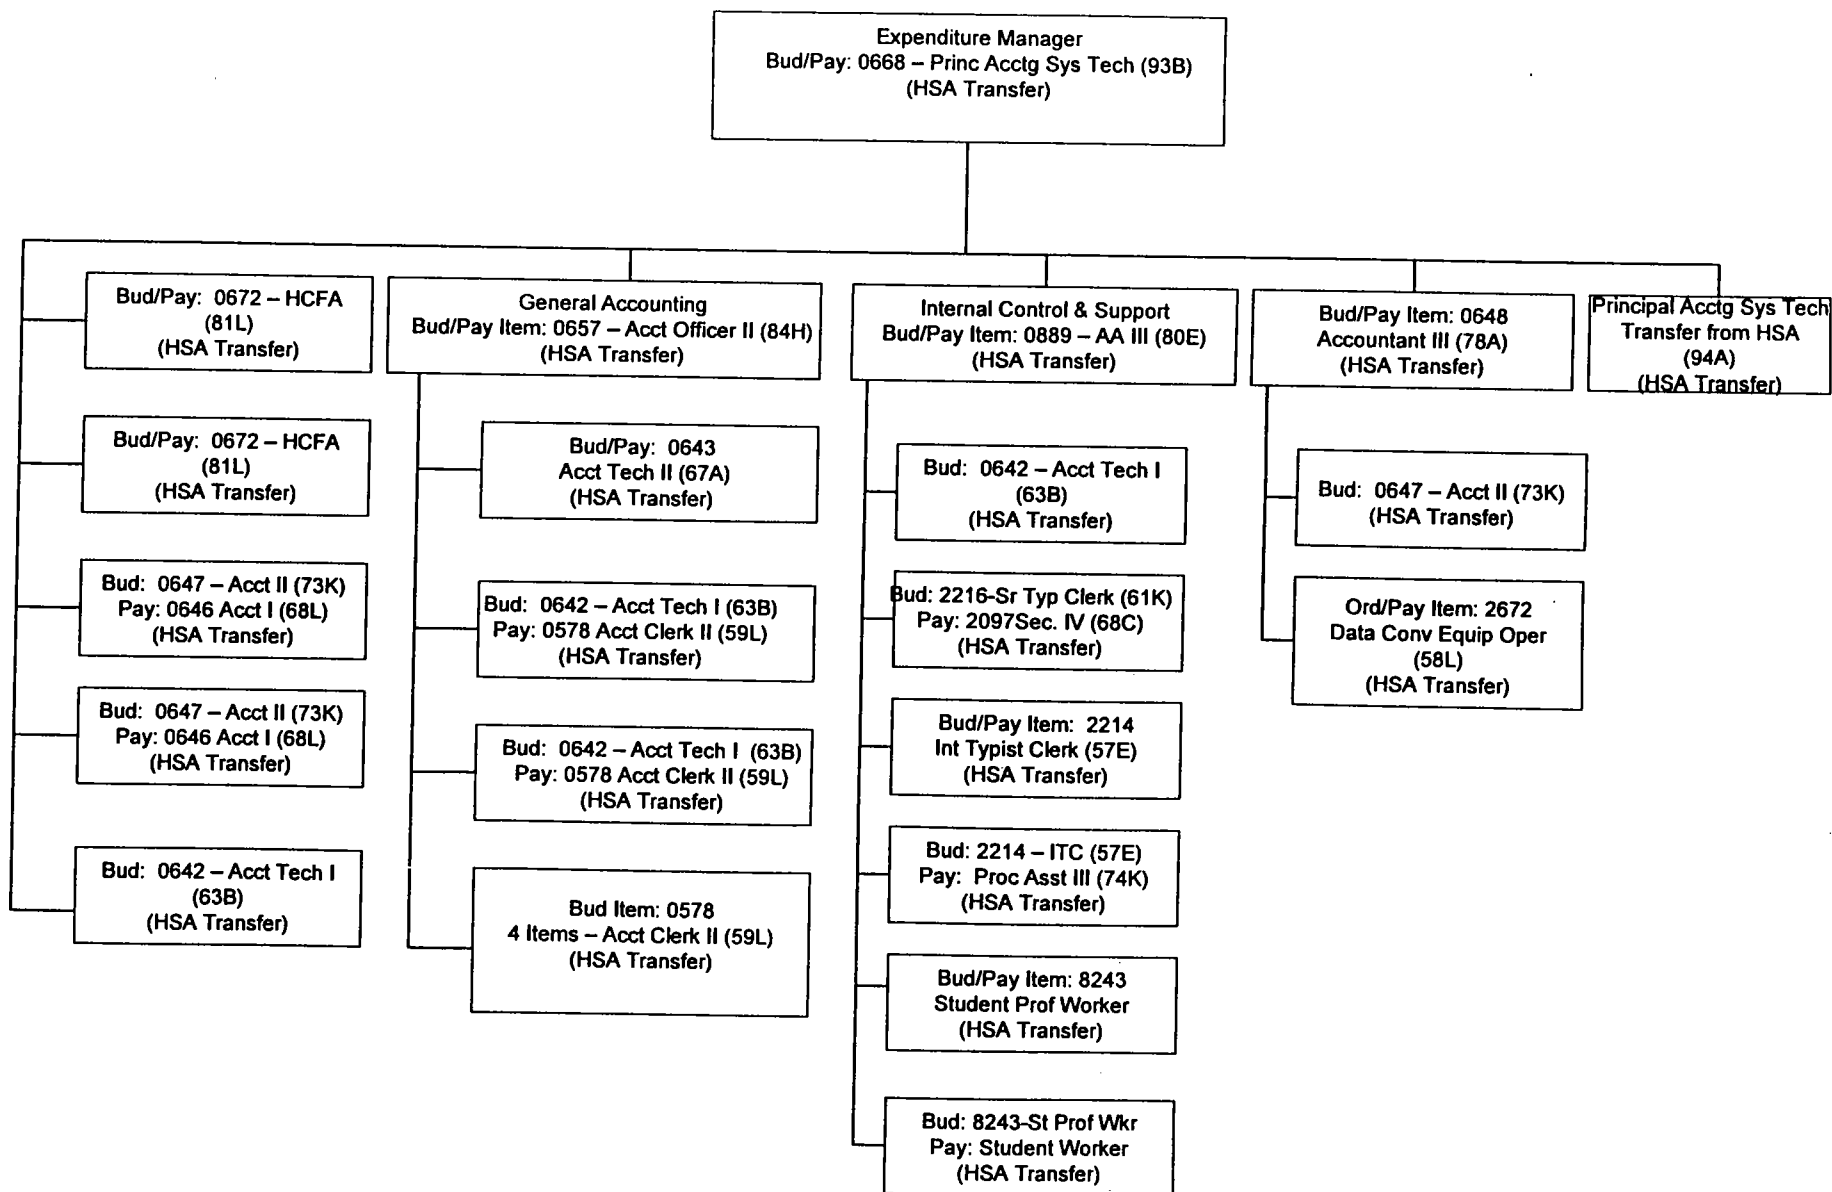 Expenditure Manager
Bud/Pay: 0668 – Princ Acctg Sys Tech (93B)
(HSA Transfer)
Bud/Pay: 0672 – HCFA
(81L)
(HSA Transfer)
Bud/Pay: 0672 – HCFA
(81L)
(HSA Transfer)
Bud: 0647 – Acct II (73K)
Pay: 0646 Acct I (68L)
(HSA Transfer)
Bud: 0647 – Acct II (73K)
Pay: 0646 Acct I (68L)
(HSA Transfer)
Bud: 0642 – Acct Tech I
(63B)
(HSA Transfer)
General Accounting
Bud/Pay Item: 0657 – Acct Officer II (84H)
(HSA Transfer)
Bud/Pay: 0643
Acct Tech II (67A)
(HSA Transfer)
Bud: 0642 – Acct Tech I (63B)
Pay: 0578 Acct Clerk II (59L)
(HSA Transfer)
Bud: 0642 – Acct Tech I (63B)
Pay: 0578 Acct Clerk II (59L)
(HSA Transfer)
Bud Item: 0578
4 Items – Acct Clerk II (59L)
(HSA Transfer)
Internal Control & Support
Bud/Pay Item: 0889 – AA III (80E)
(HSA Transfer)
Bud: 0642 – Acct Tech I
(63B)
(HSA Transfer)
Bud: 2216-Sr Typ Clerk (61K)
Pay: 2097Sec. IV (68C)
(HSA Transfer)
Bud/Pay Item: 2214
Int Typist Clerk (57E)
(HSA Transfer)
Bud: 2214 – ITC (57E)
Pay: Proc Asst III (74K)
(HSA Transfer)
Bud/Pay Item: 8243
Student Prof Worker
(HSA Transfer)
Bud: 8243-St Prof Wkr
Pay: Student Worker
(HSA Transfer)
Bud/Pay Item: 0648
Accountant III (78A)
(HSA Transfer)
Bud: 0647 – Acct II (73K)
(HSA Transfer)
Ord/Pay Item: 2672
Data Conv Equip Oper
(58L)
(HSA Transfer)
Principal Acctg Sys Tech
Transfer from HSA
(94A)
(HSA Transfer)